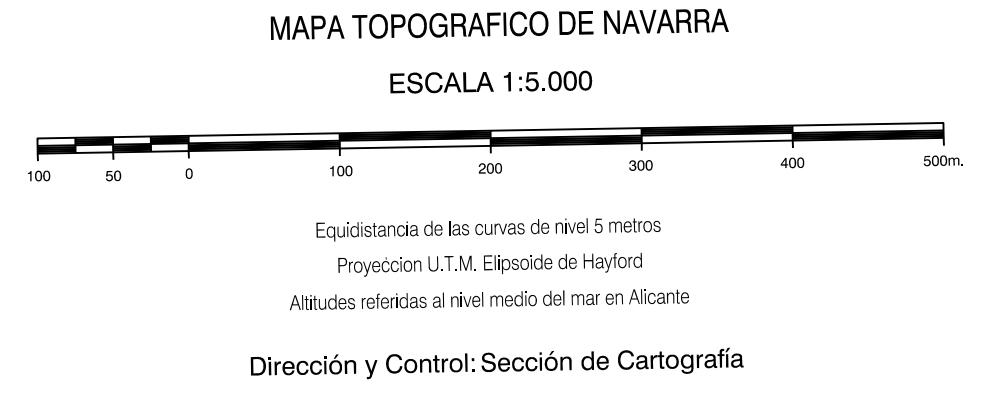 MAPA TOPOGRAFICO DE NAVARRA
ESCALA 1:5.000
100 50 0 100 200 300 400 500m.
Equidistancia de las curvas de nivel 5 metros
Proyeccion U.T.M. Elipsoide de Hayford
Altitudes referidas al nivel medio del mar en Alicante
Dirección y Control: Sección de Cartografía